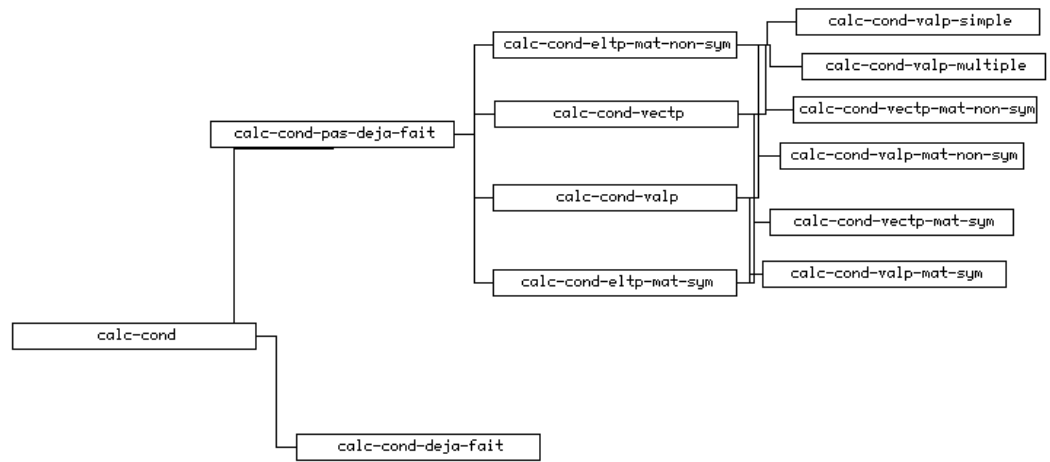 calc-cond-valp-simple
calc-cond-eltp-mat-non-sym
calc-cond-valp-multiple
calc-cond-vectp-mat-non-sym
calc-cond-vectp
calc-cond-pas-deja-fait
calc-cond-valp-mat-non-sym
calc-cond-valp
calc-cond-vectp-mat-sym
calc-cond-valp-mat-sym
calc-cond-eltp-mat-sym
calc-cond
calc-cond-deja-fait